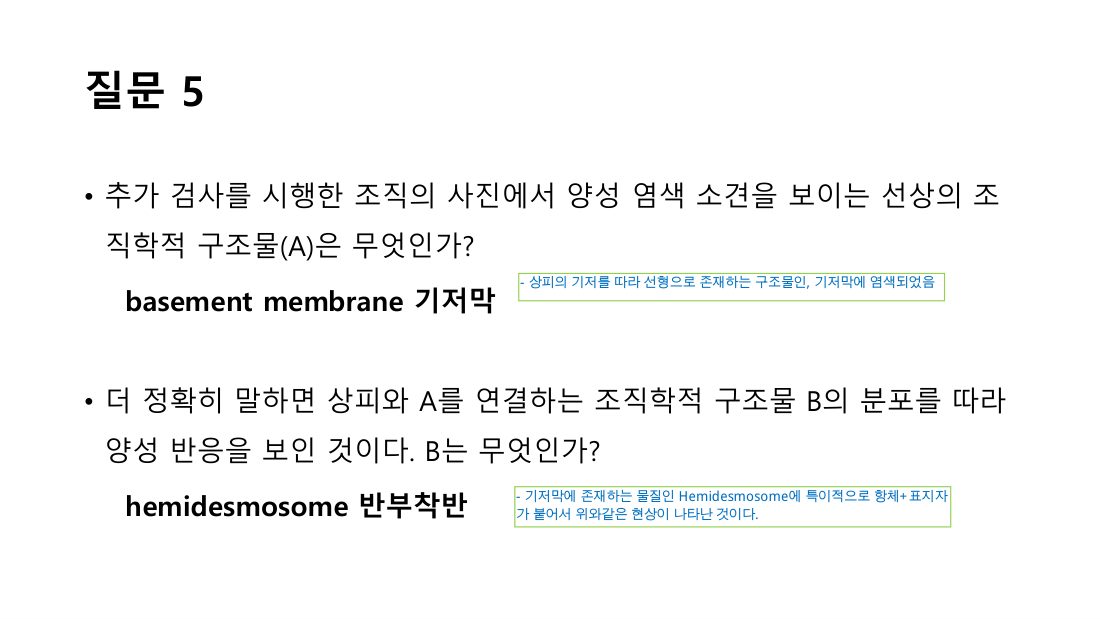 질문 5
• 추가 검사를 시행한 조직의 사진에서 양성 염색 소견을 보이는 선상의 조
직학적 구조물(A)은 무엇인가?
basement membrane 기저막
- 상피의 기저를 따라 선형으로 존재하는 구조물인, 기저막에 염색되었음
• 더 정확히 말하면 상피와 A를 연결하는 조직학적 구조물 B의 분포를 따라
양성 반응을 보인 것이다. B는 무엇인가?
hemidesmosome 반부착반
- 기저막에 존재하는 물질인 Hemidesmosome에 특이적으로 항체+표지자
가 붙어서 위와같은 현상이 나타난 것이다.